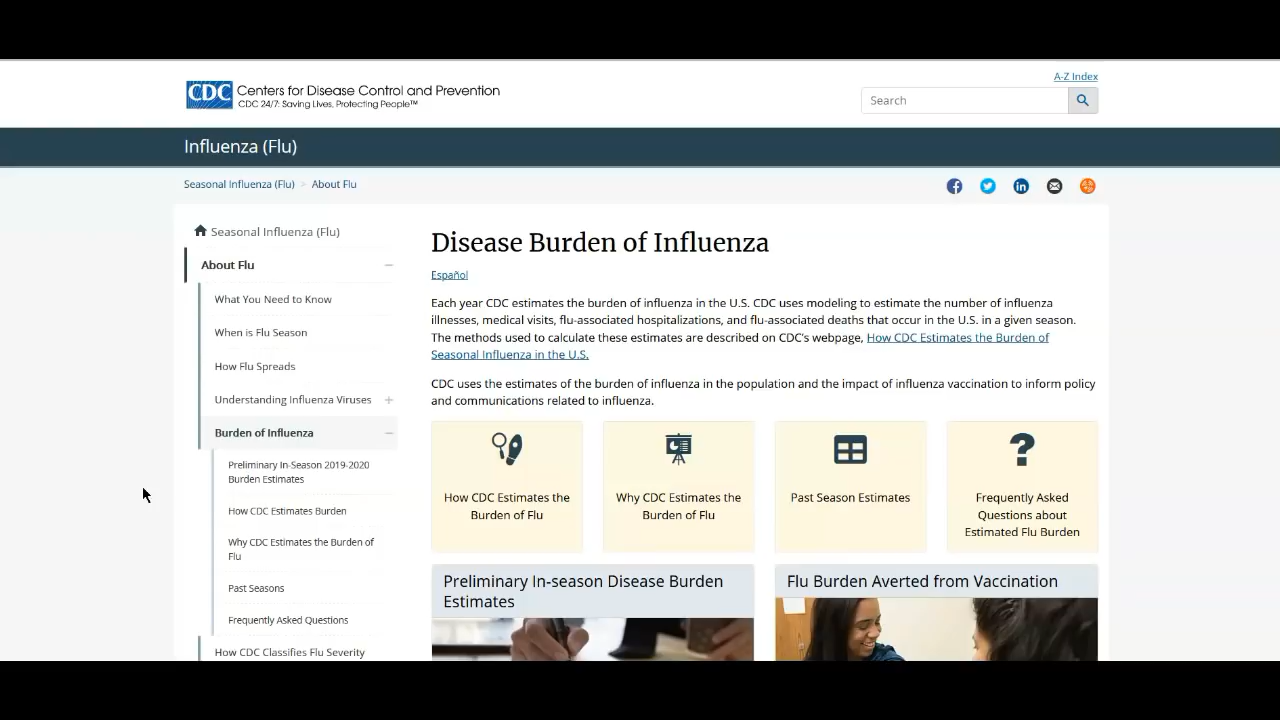 A-Z Index
CDC Centers for Disease Control and Prevention
CDC 24/7: Saving Lives, Protecting People™
Search
Influenza (Flu)
Seasonal Influenza (Flu) > About Flu
Seasonal Influenza (Flu)
About Flu
What You Need to Know
When is Flu Season
How Flu Spreads
Understanding Influenza Viruses
Burden of Influenza
Preliminary In-Season 2019-2020
Burden Estimates
How CDC Estimates Burden
Why CDC Estimates the Burden of
Flu
Past Seasons
Frequently Asked Questions
How CDC Classifies Flu Severity
Disease Burden of Influenza
Español
Each year CDC estimates the burden of influenza in the U.S. CDC uses modeling to estimate the number of influenza
illnesses, medical visits, flu-associated hospitalizations, and flu-associated deaths that occur in the U.S. in a given season.
The methods used to calculate these estimates are described on CDC's webpage, How CDC Estimates the Burden of
Seasonal Influenza in the U.S.
CDC uses the estimates of the burden of influenza in the population and the impact of influenza vaccination to inform policy
and communications related to influenza.
How CDC Estimates the
Burden of Flu
Why CDC Estimates the
Burden of Flu
Past Season Estimates
Frequently Asked
Questions about
Estimated Flu Burden
Preliminary In-season Disease Burden
Estimates
Flu Burden Averted from Vaccination